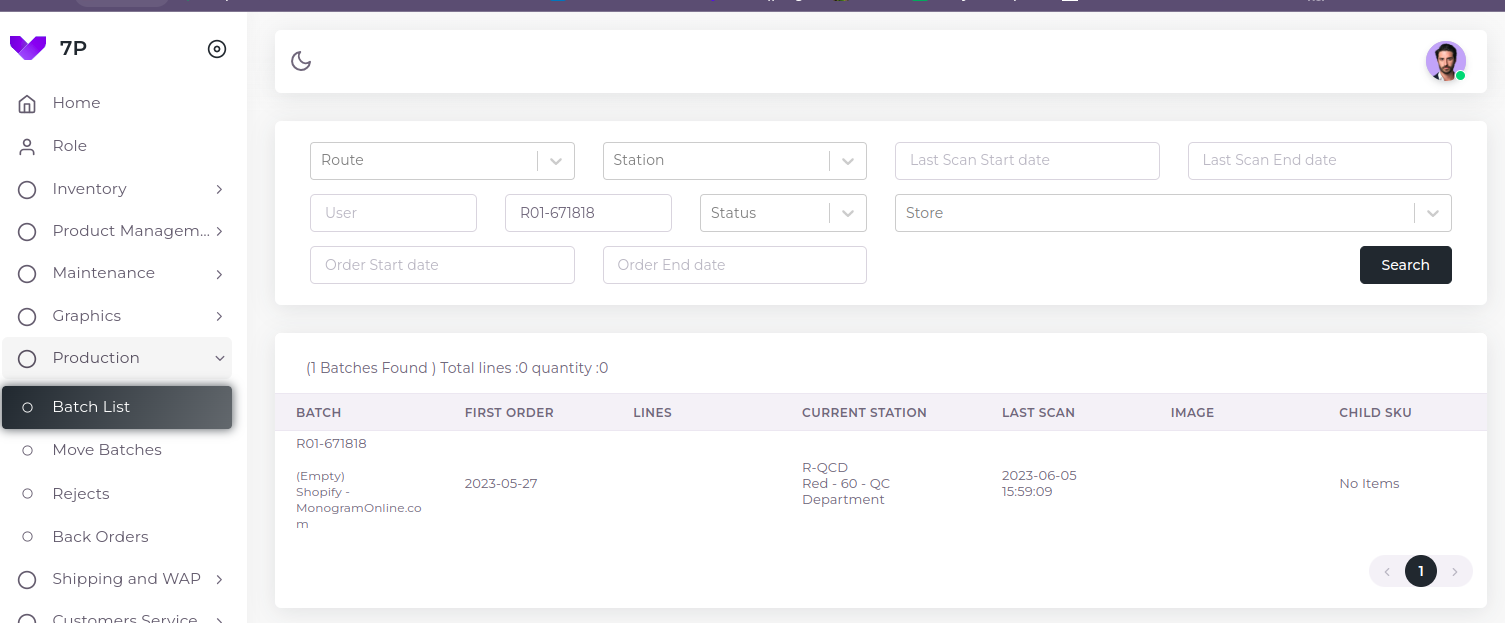 7P
Home
Role
Inventory
Product Managem...
Maintenance
Graphics
Production
Batch List
Move Batches
Rejects
Back Orders
Shipping and WAP
Customers Service
Route
Station
Last Scan Start date
Last Scan End date
User
R01-671818
Status
Store
Order Start date
Order End date
Search
(1 Batches Found ) Total lines :0 quantity :0
BATCH FIRST ORDER LINES CURRENT STATION LAST SCAN IMAGE CHILD SKU
R01-671818
(Empty)
Shopify -
MonogramOnline.co
m
2023-05-27
R-QCD
Red - 60 - QC
Department
2023-06-05
15:59:09
No Items
1